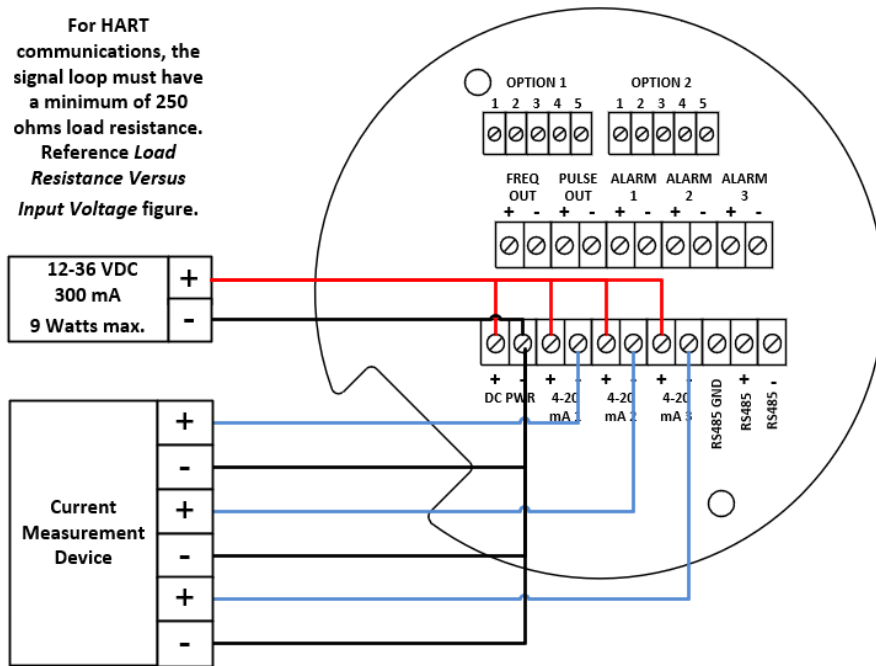 For HART
communications, the
signal loop must have
a minimum of 250
ohms load resistance.
Reference Load
Resistance Versus
Input Voltage figure.
OPTION 1 OPTION 2
1 2 3 4 5 1 2 3 4 5
FREQ PULSE ALARM ALARM ALARM
OUT OUT 1 2 3
+ - + - + - + - + -
12-36 VDC
300 mA
9 Watts max.
+
-
+ - + - + - + - + -
DC PWR 4-20 4-20 4-20
mA 1 mA 2 mA 3
RS485 GND
RS485
RS485
Current
Measurement
Device
+
-
+
-
+
-